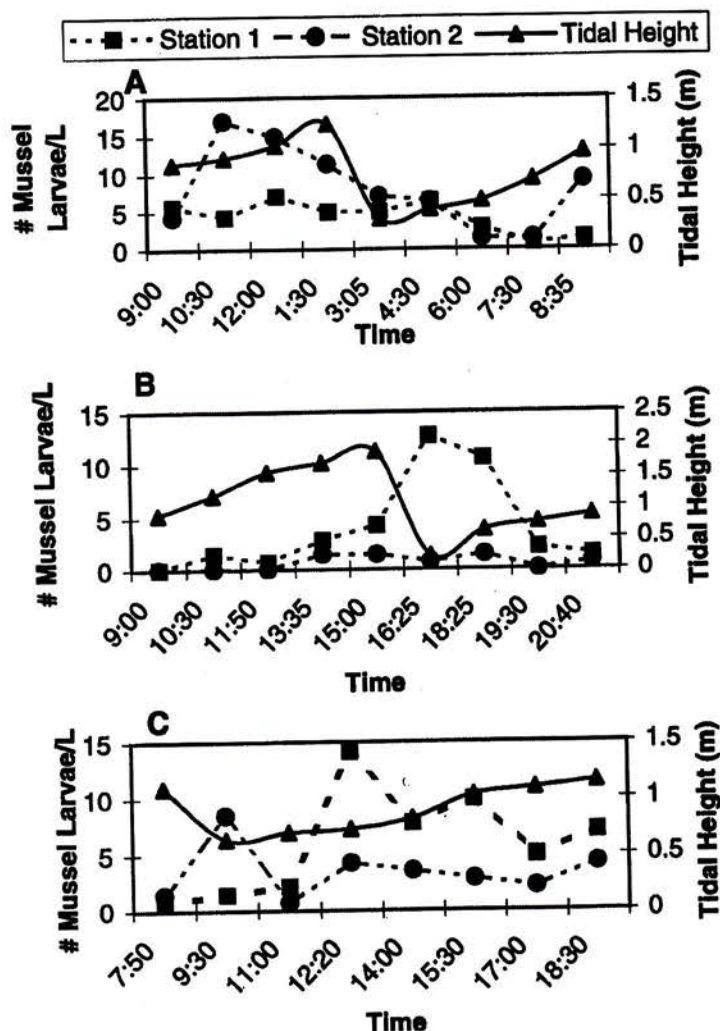 Station 1 Station 2 Tidal Height
A
# Mussel
Larvae/L
20
15
10
5
0
1.5
1
0.5
0
Tidal Height (m)
9:00 10:30 12:00 1:30 3:05 4:30 6:00 7:30 8:35
Time
B
# Mussel Larvae/L
15
10
5
0
2.5
2
1.5
1
0.5
0
Tidal Height (m)
9:00 10:30 11:50 13:35 15:00 16:25 18:25 19:30 20:40
Time
C
# Mussel Larvae/L
15
10
5
0
1.5
1
0.5
0
Tidal Height (m)
7:50 9:30 11:00 12:20 14:00 15:30 17:00 18:30
Time